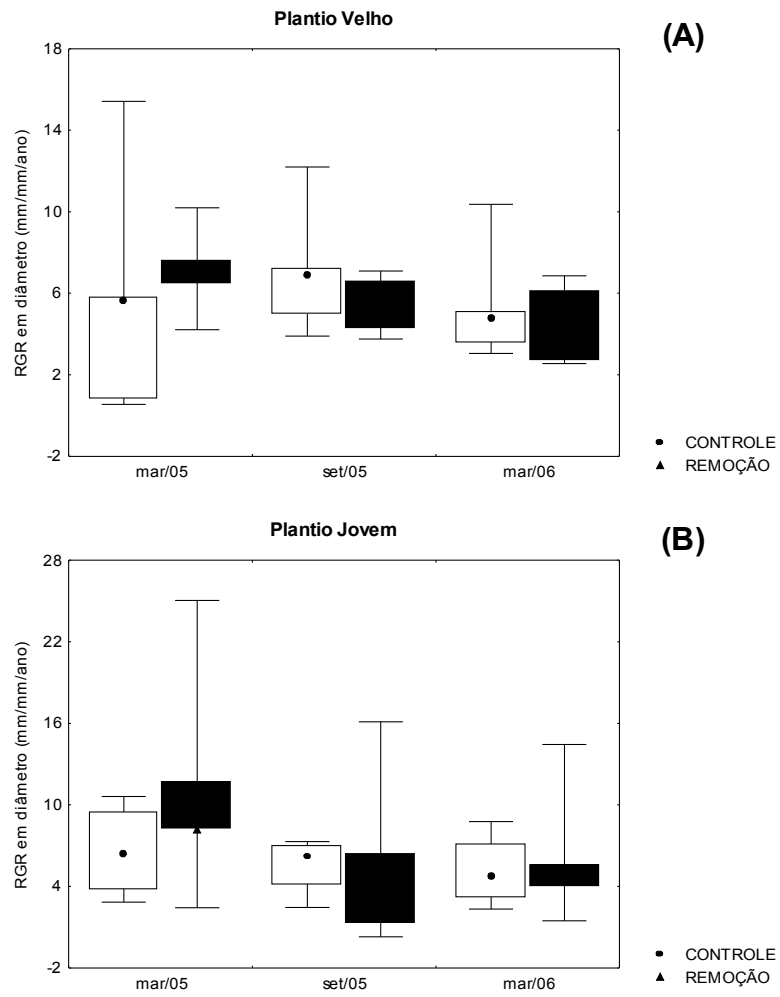 Plantio Velho
(A)
RGR em diâmetro (mm/mm/ano)
18
14
10
6
2
-2
mar/05 set/05 mar/06
CONTROLE
REMOÇÃO
Plantio Jovem
(B)
RGR em diâmetro (mm/mm/ano)
28
22
16
10
4
-2
mar/05 set/05 mar/06
CONTROLE
REMOÇÃO